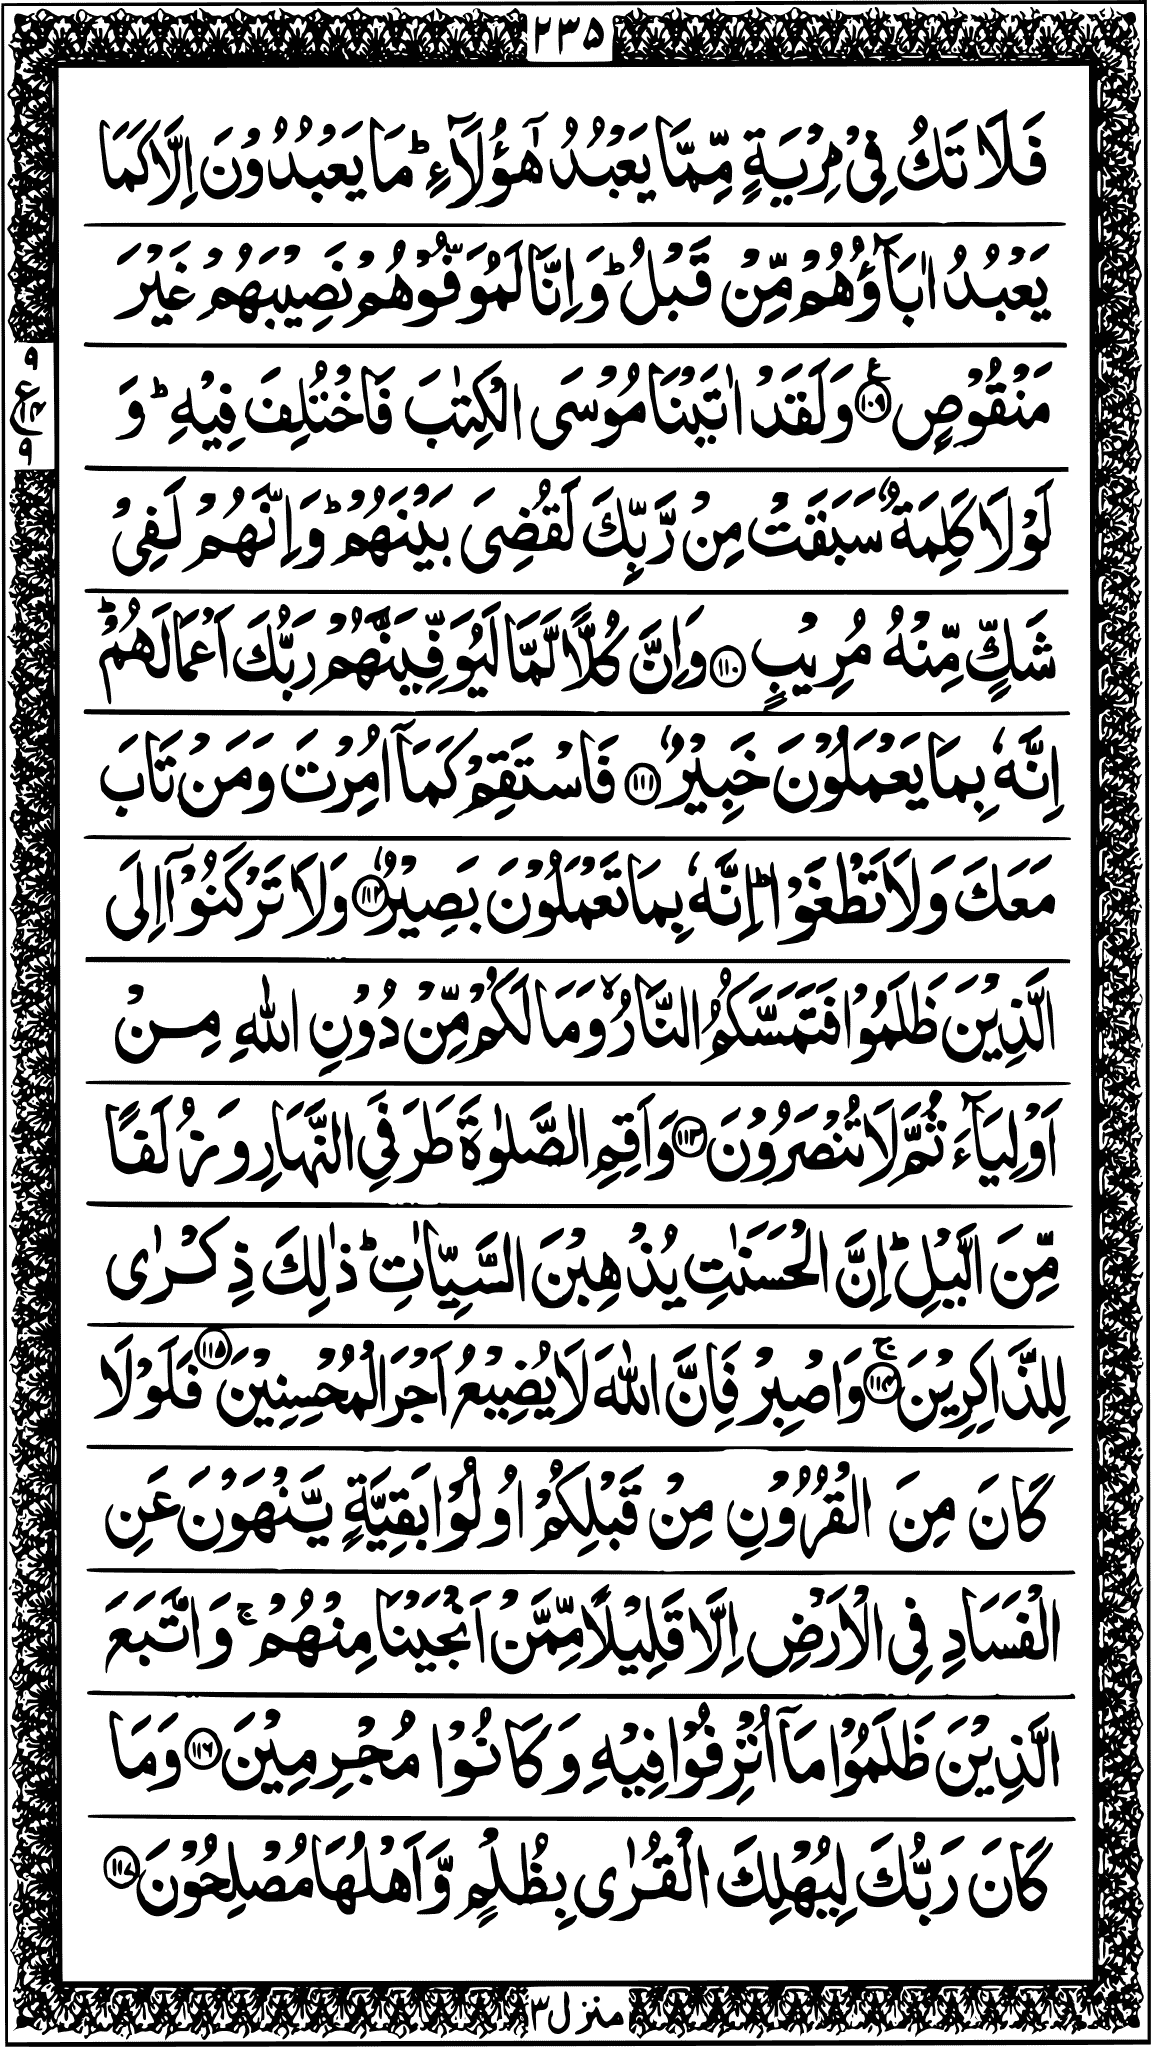 ٢٣٥
فَلَا تَكُ فِیْ مِرْیَةٍ مِّمَّا یَعْبُدُ هٰۤؤُلَآءِ ؕ مَا یَعْبُدُوْنَ اِلَّا كَمَا
یَعْبُدُ اٰبَآؤُهُمْ مِّنْ قَبْلُ ؕ وَ اِنَّا لَمُوَفُّوْهُمْ نَصِیْبَهُمْ غَیْرَ
مَنْقُوْصٍ ۧ۝١٠٩ وَ لَقَدْ اٰتَیْنَا مُوْسَی الْكِتٰبَ فَاخْتُلِفَ فِیْهِ ؕ وَ
لَوْ لَا كَلِمَةٌ سَبَقَتْ مِنْ رَّبِّكَ لَقُضِیَ بَیْنَهُمْ ؕ وَ اِنَّهُمْ لَفِیْ
شَكٍّ مِّنْهُ مُرِیْبٍ ۝١١٠ وَ اِنَّ كُلًّا لَّمَّا لَیُوَفِّیَنَّهُمْ رَبُّكَ اَعْمَالَهُمْ ؕ
اِنَّهٗ بِمَا یَعْمَلُوْنَ خَبِیْرٌ ۝١١١ فَاسْتَقِمْ كَمَاۤ اُمِرْتَ وَ مَنْ تَابَ
مَعَكَ وَ لَا تَطْغَوْا ؕ اِنَّهٗ بِمَا تَعْمَلُوْنَ بَصِیْرٌ ۝١١٢ وَ لَا تَرْكَنُوْۤا اِلَی
الَّذِیْنَ ظَلَمُوْا فَتَمَسَّكُمُ النَّارُ ۙ وَ مَا لَكُمْ مِّنْ دُوْنِ اللّٰهِ مِنْ
اَوْلِیَآءَ ثُمَّ لَا تُنْصَرُوْنَ ۝١١٣ وَ اَقِمِ الصَّلٰوةَ طَرَفَیِ النَّهَارِ وَ زُلَفًا
مِّنَ الَّیْلِ ؕ اِنَّ الْحَسَنٰتِ یُذْهِبْنَ السَّیِّاٰتِ ؕ ذٰلِكَ ذِكْرٰی
لِلذَّاكِرِیْنَ ۚ۝١١٤ وَ اصْبِرْ فَاِنَّ اللّٰهَ لَا یُضِیْعُ اَجْرَ الْمُحْسِنِیْنَ ۝١١٥ فَلَوْ لَا
كَانَ مِنَ الْقُرُوْنِ مِنْ قَبْلِكُمْ اُولُوْا بَقِیَّةٍ یَّنْهَوْنَ عَنِ
الْفَسَادِ فِی الْاَرْضِ اِلَّا قَلِیْلًا مِّمَّنْ اَنْجَیْنَا مِنْهُمْ ۚ وَ اتَّبَعَ
الَّذِیْنَ ظَلَمُوْا مَاۤ اُتْرِفُوْا فِیْهِ وَ كَانُوْا مُجْرِمِیْنَ ۝١١٦ وَ مَا
كَانَ رَبُّكَ لِیُهْلِكَ الْقُرٰی بِظُلْمٍ وَّ اَهْلُهَا مُصْلِحُوْنَ ۝١١٧
٩
ع
٩
منزل ٣